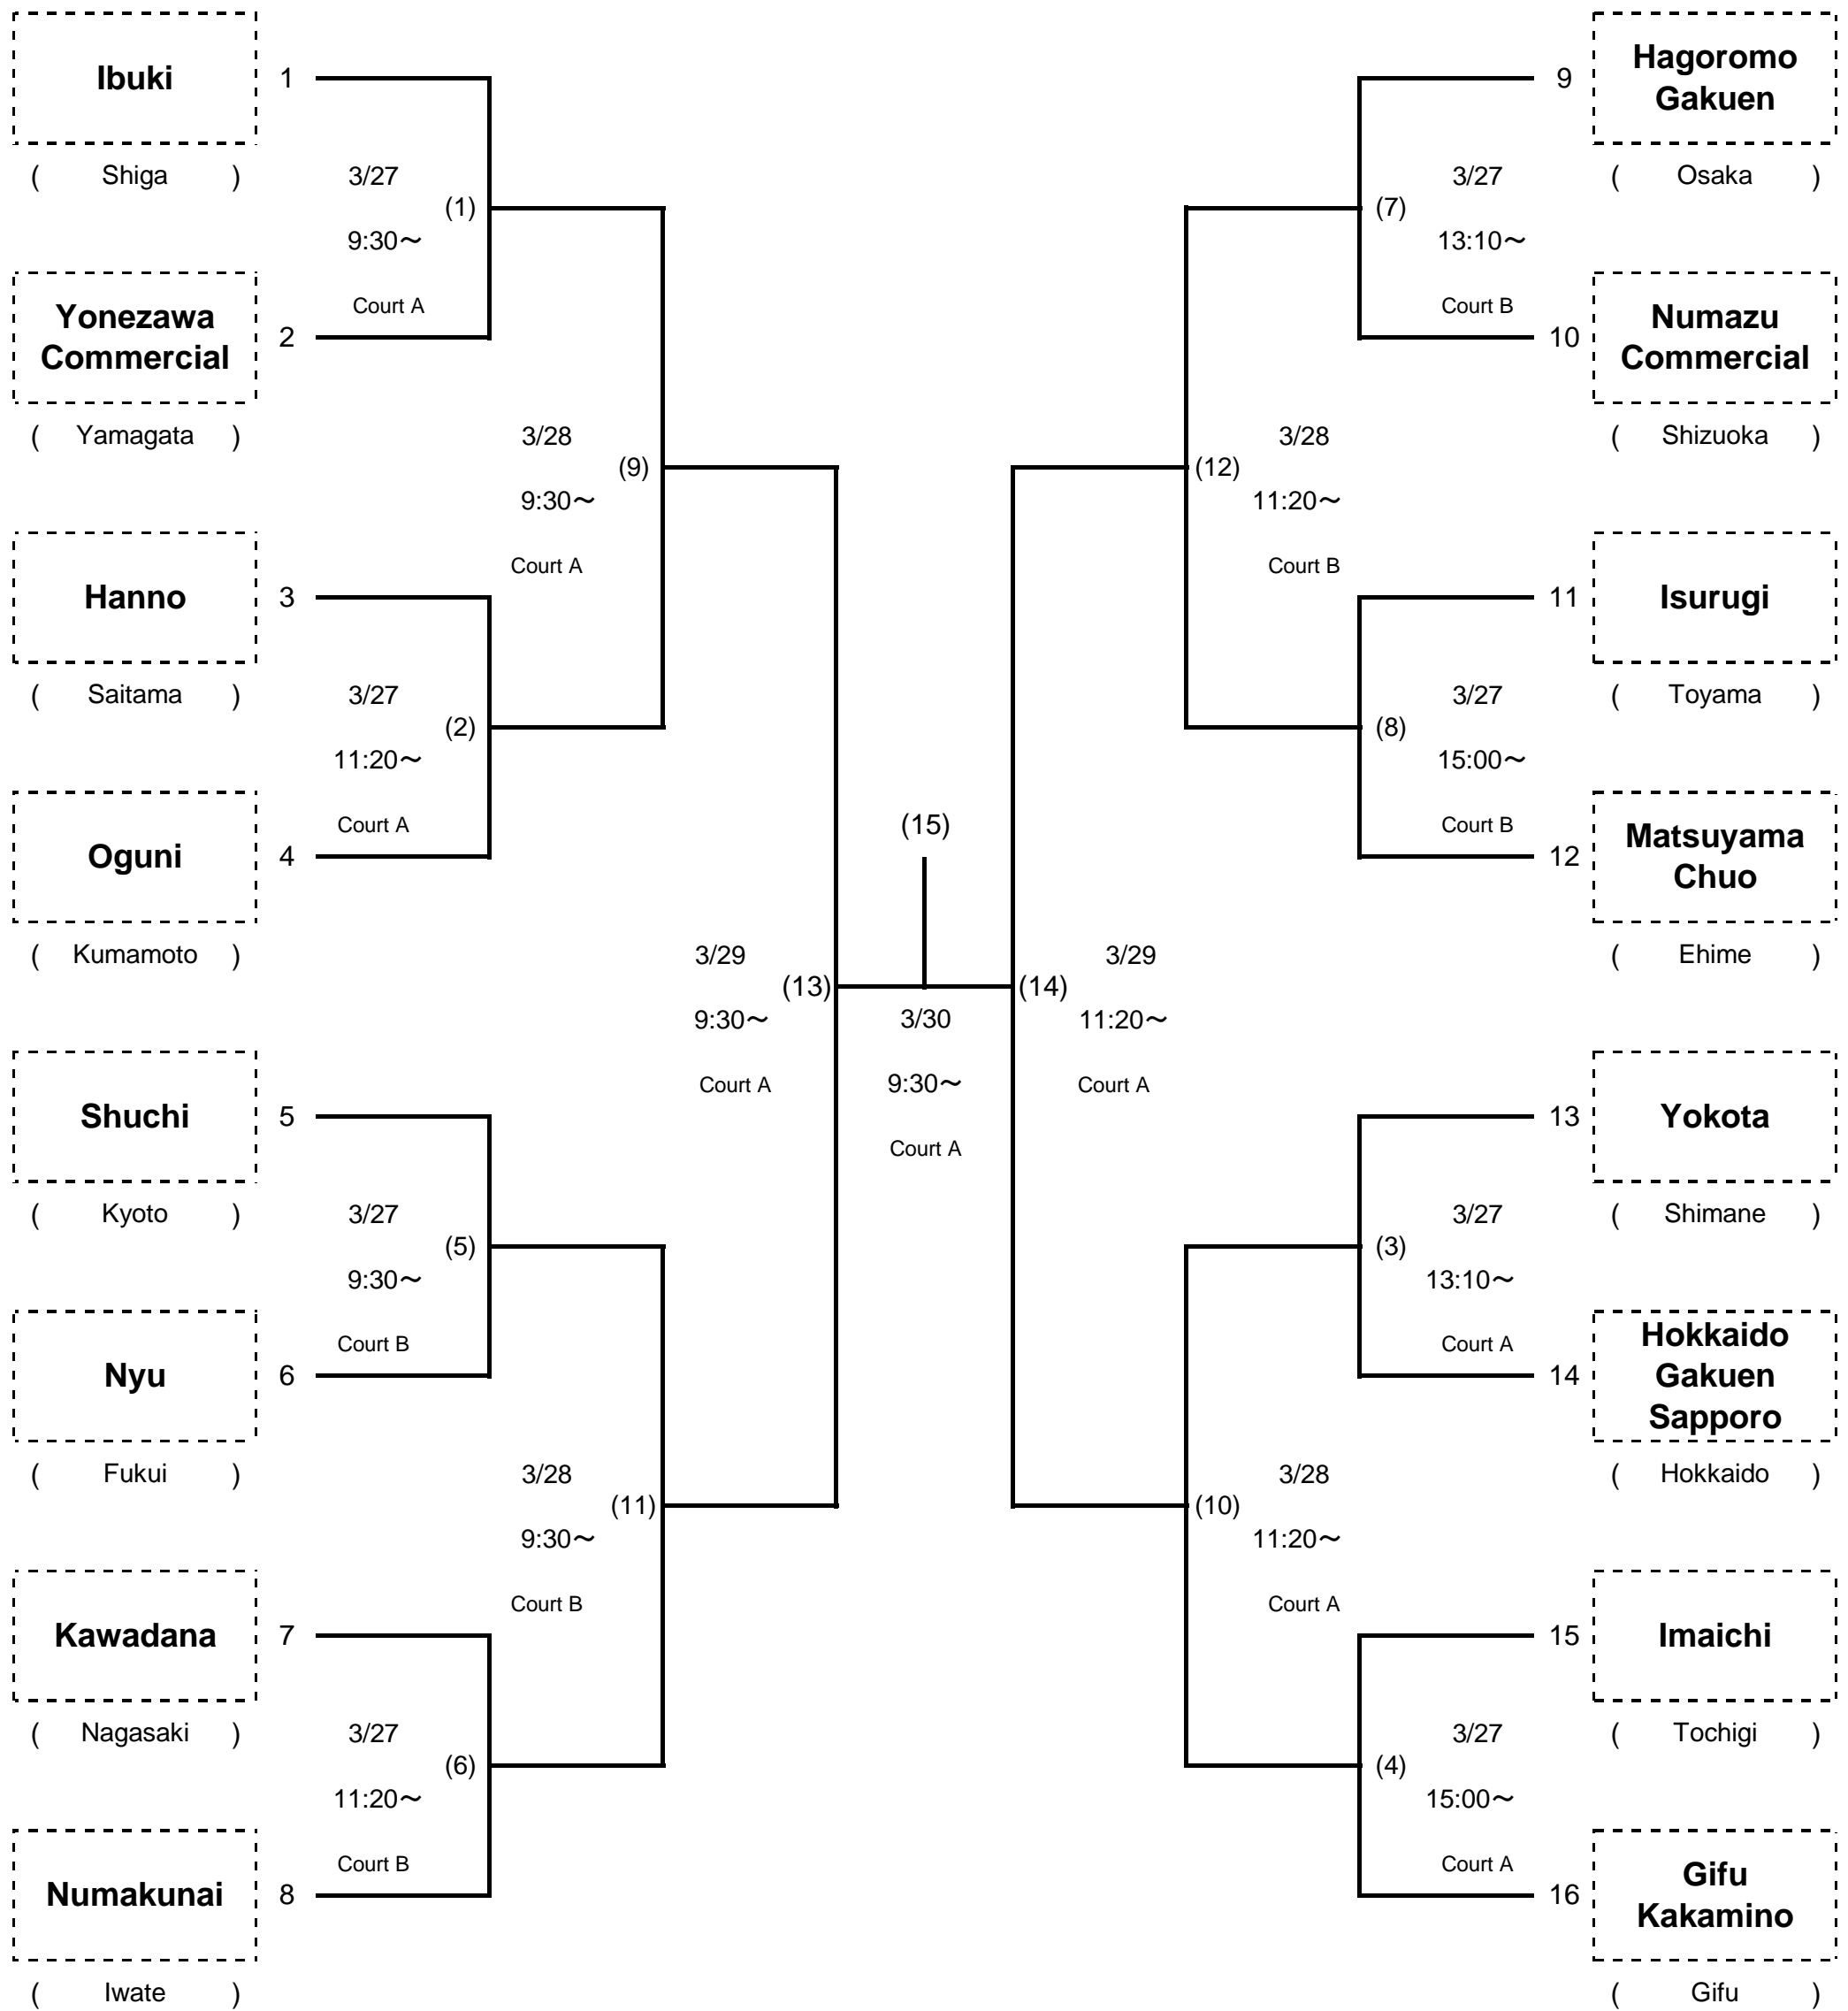 Ibuki
1
( Shiga )
3/27
(1)
9:30～
Court A
Yonezawa
Commercial
2
( Yamagata )
3/28
(9)
9:30～
Court A
Hanno
3
( Saitama )
3/27
(2)
11:20～
Court A
Oguni
4
( Kumamoto )
3/29
(13)
9:30～
Court A
Shuchi
5
( Kyoto )
3/27
(5)
9:30～
Court B
Nyu
6
( Fukui )
3/28
(11)
9:30～
Court B
Kawadana
7
( Nagasaki )
3/27
(6)
11:20～
Court B
Numakunai
8
( Iwate )
(15)
3/30
9:30～
Court A
9
Hagoromo
Gakuen
( Osaka )
3/27
(7)
13:10～
Court B
10
Numazu
Commercial
( Shizuoka )
3/28
(12)
11:20～
Court B
11
Isurugi
( Toyama )
3/27
(8)
15:00～
Court B
12
Matsuyama
Chuo
( Ehime )
3/29
(14)
11:20～
Court A
13
Yokota
( Shimane )
3/27
(3)
13:10～
Court A
14
Hokkaido
Gakuen
Sapporo
( Hokkaido )
3/28
(10)
11:20～
Court A
15
Imaichi
( Tochigi )
3/27
(4)
15:00～
Court A
16
Gifu
Kakamino
( Gifu )